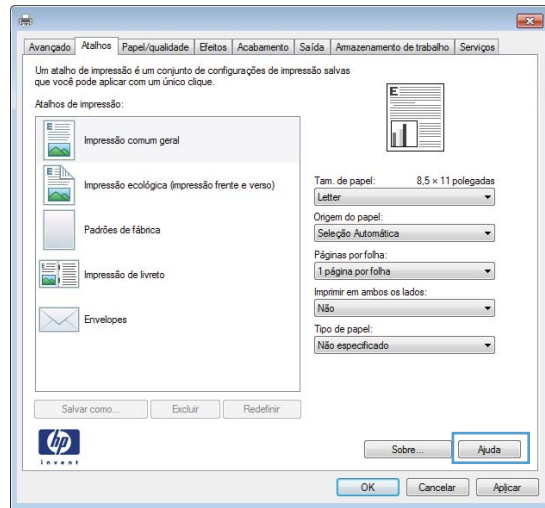 Avançado Atalhos Papel/qualidade Efeitos Acabamento Saída Armazenamento de trabalho Serviços
Um atalho de impressão é um conjunto de configurações de impressão salvas
que você pode aplicar com um único clique.
Atalhos de impressão:
E
Impressão comum geral
E
Impressão ecológica (impressão frente e verso)
Padrões de fábrica
E
Impressão de livreto
Envelopes
Salvar como... Excluir Redefinir
E
Tam. de papel: 8,5 × 11 polegadas
Letter
Origem do papel:
Seleção Automática
Páginas por folha:
1 página por folha
Imprimir em ambos os lados:
Não
Tipo de papel:
Não especificado
hp
invent
Sobre... Ajuda
OK Cancelar Aplicar